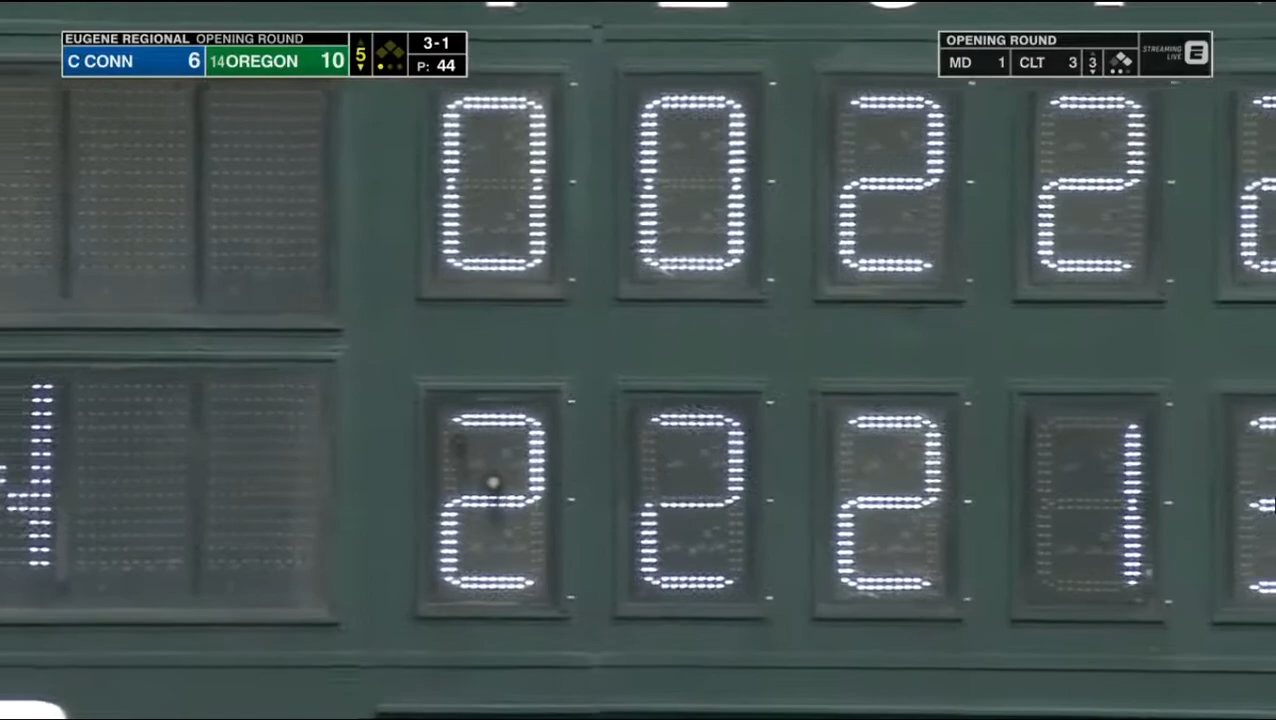 EUGENE REGIONAL OPENING ROUND
C CONN 6 14 OREGON 10 5 3-1 P: 44
OPENING ROUND
MD 1 CLT 3 3 STREAMING LIVE E
0 0 2 2
2 2 2 1